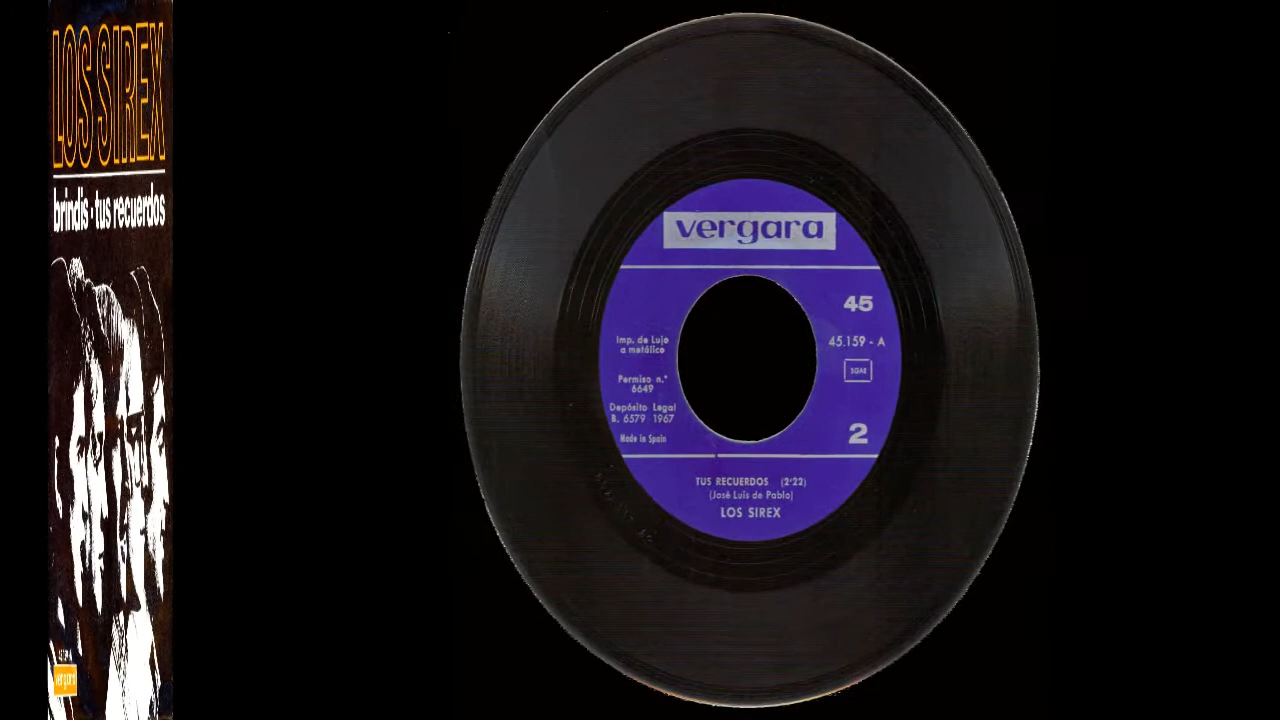 LOS SIREX
brindis · tus recuerdos
vergara
vergara
45
45.159 - A
SGAE
2
Imp. de Lujo
a metálico
Permiso n.°
6649
Depósito Legal
B. 6579 1967
Made in Spain
TUS RECUERDOS (2'22)
(José Luis de Pablo)
LOS SIREX